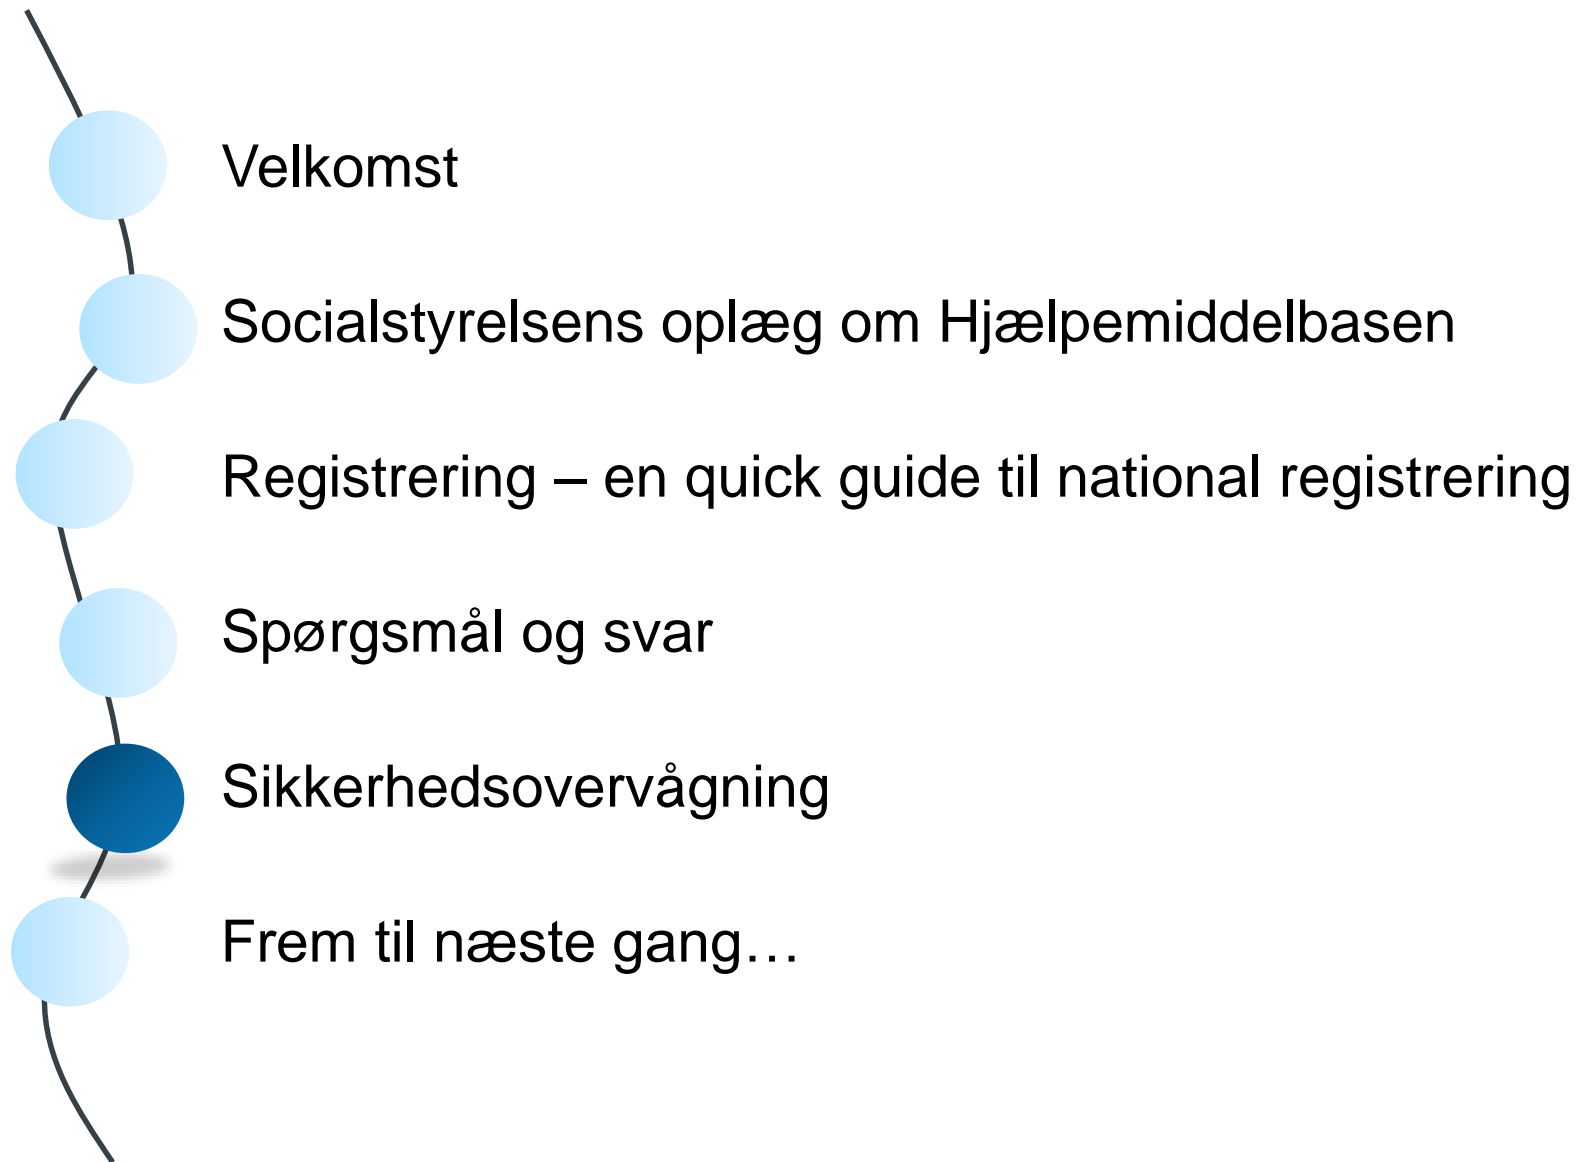 Velkomst
Socialstyrelsens oplæg om Hjælpemiddelbasen
Registrering – en quick guide til national registrering
Spørgsmål og svar
Sikkerhedsovervågning
Frem til næste gang…